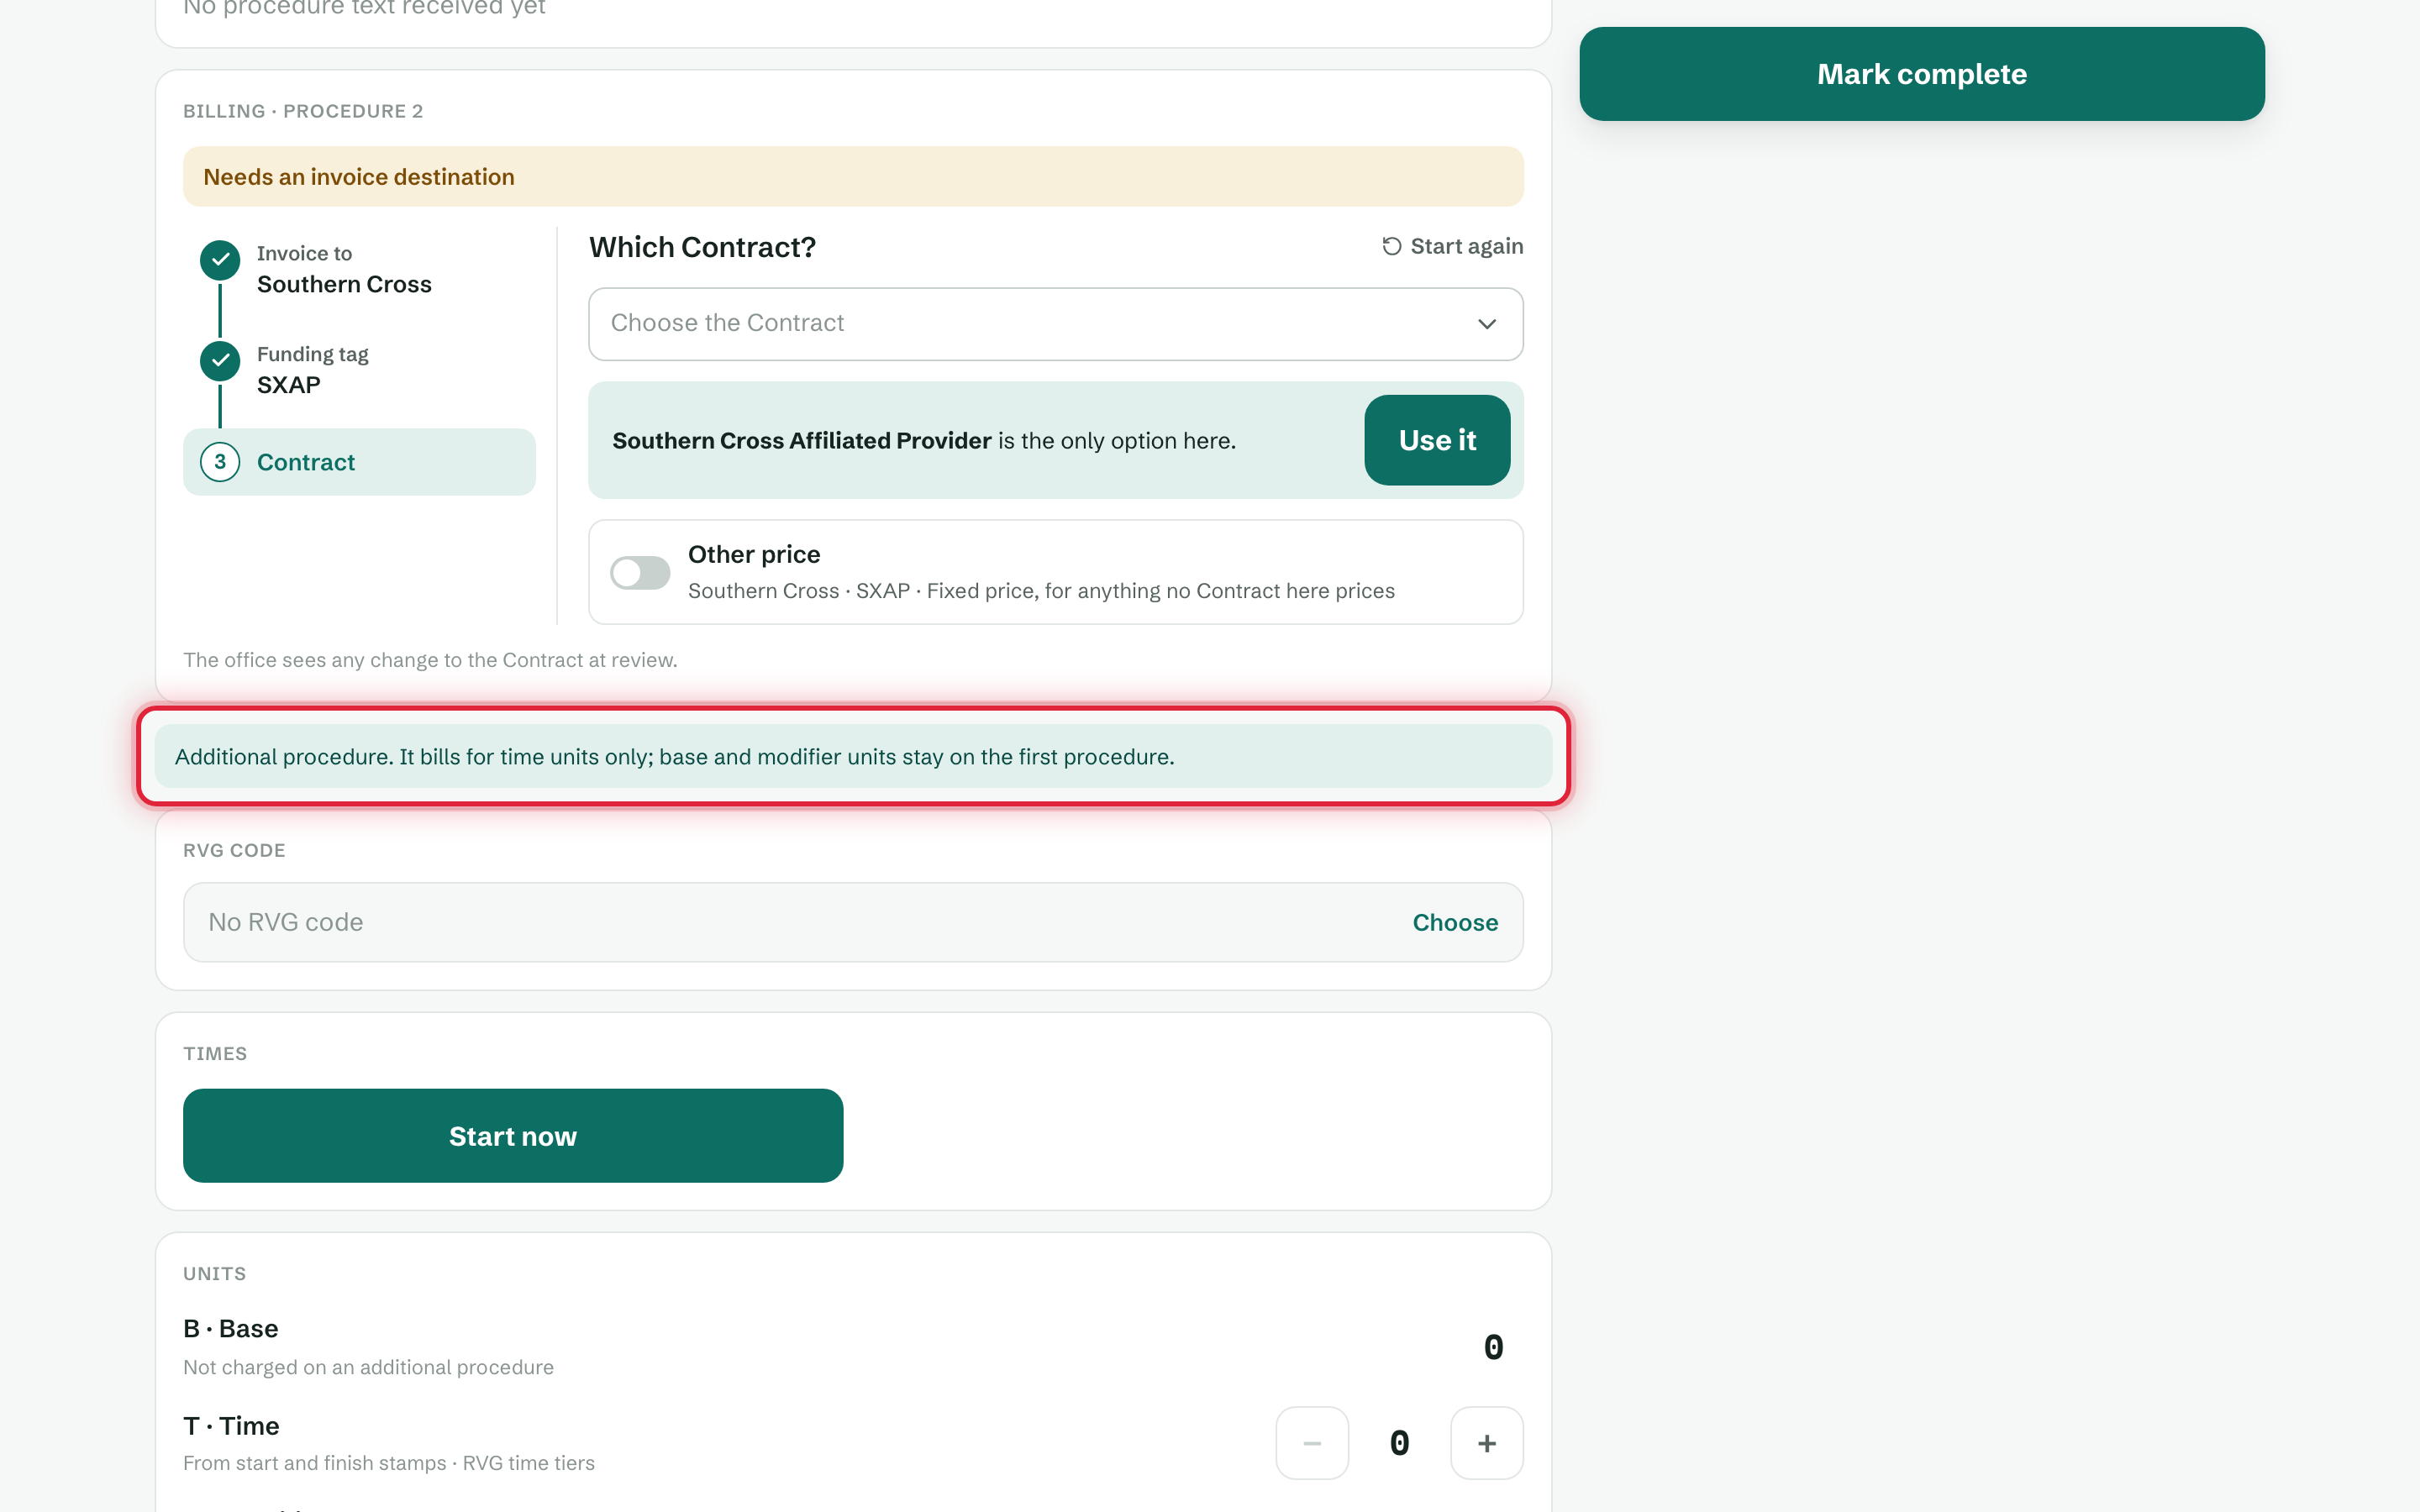 No procedure text received yet
Mark complete
BILLING · PROCEDURE 2
Needs an invoice destination
Invoice to
Southern Cross
Funding tag
SXAP
3 Contract
Which Contract?
Start again
Choose the Contract
Southern Cross Affiliated Provider is the only option here.
Use it
Other price
Southern Cross · SXAP · Fixed price, for anything no Contract here prices
The office sees any change to the Contract at review.
Additional procedure. It bills for time units only; base and modifier units stay on the first procedure.
RVG CODE
No RVG code
Choose
TIMES
Start now
UNITS
B · Base
Not charged on an additional procedure
0
T · Time
From start and finish stamps · RVG time tiers
− 0 +